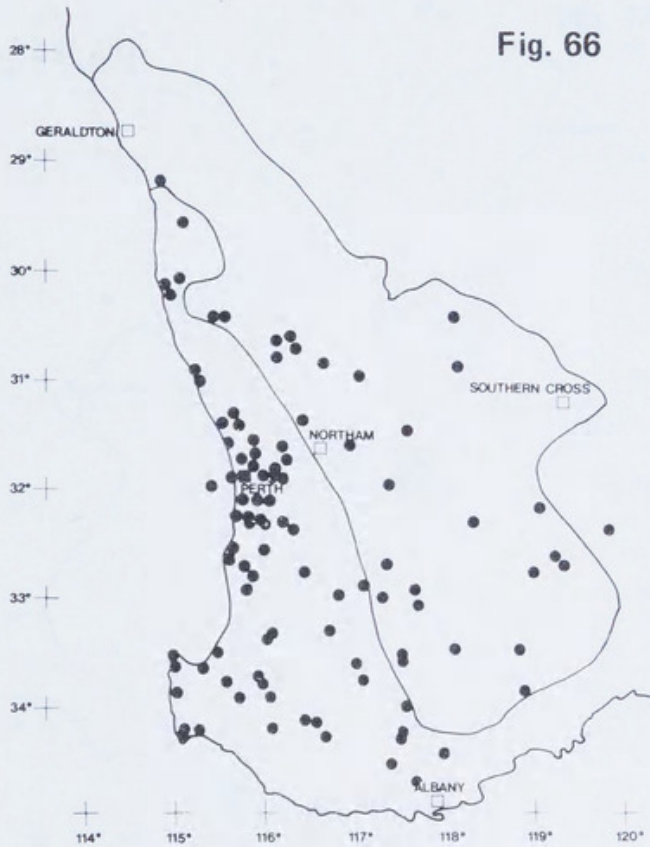 Fig. 66
28°
GERALDTON
29°
30°
31°
SOUTHERN CROSS
NORTHAM
32°
PERTH
33°
34°
ALBANY
114° 115° 116° 117° 118° 119° 120°